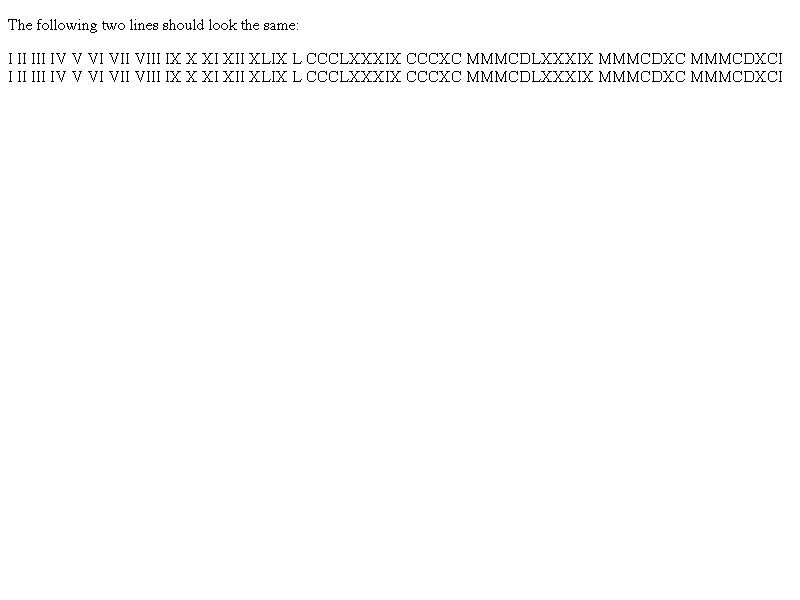 The following two lines should look the same:
I II III IV V VI VII VIII IX X XI XII XLIX L CCCLXXXIX CCCXC MMMCDLXXXIX MMMCDXC MMMCDXCI
I II III IV V VI VII VIII IX X XI XII XLIX L CCCLXXXIX CCCXC MMMCDLXXXIX MMMCDXC MMMCDXCI